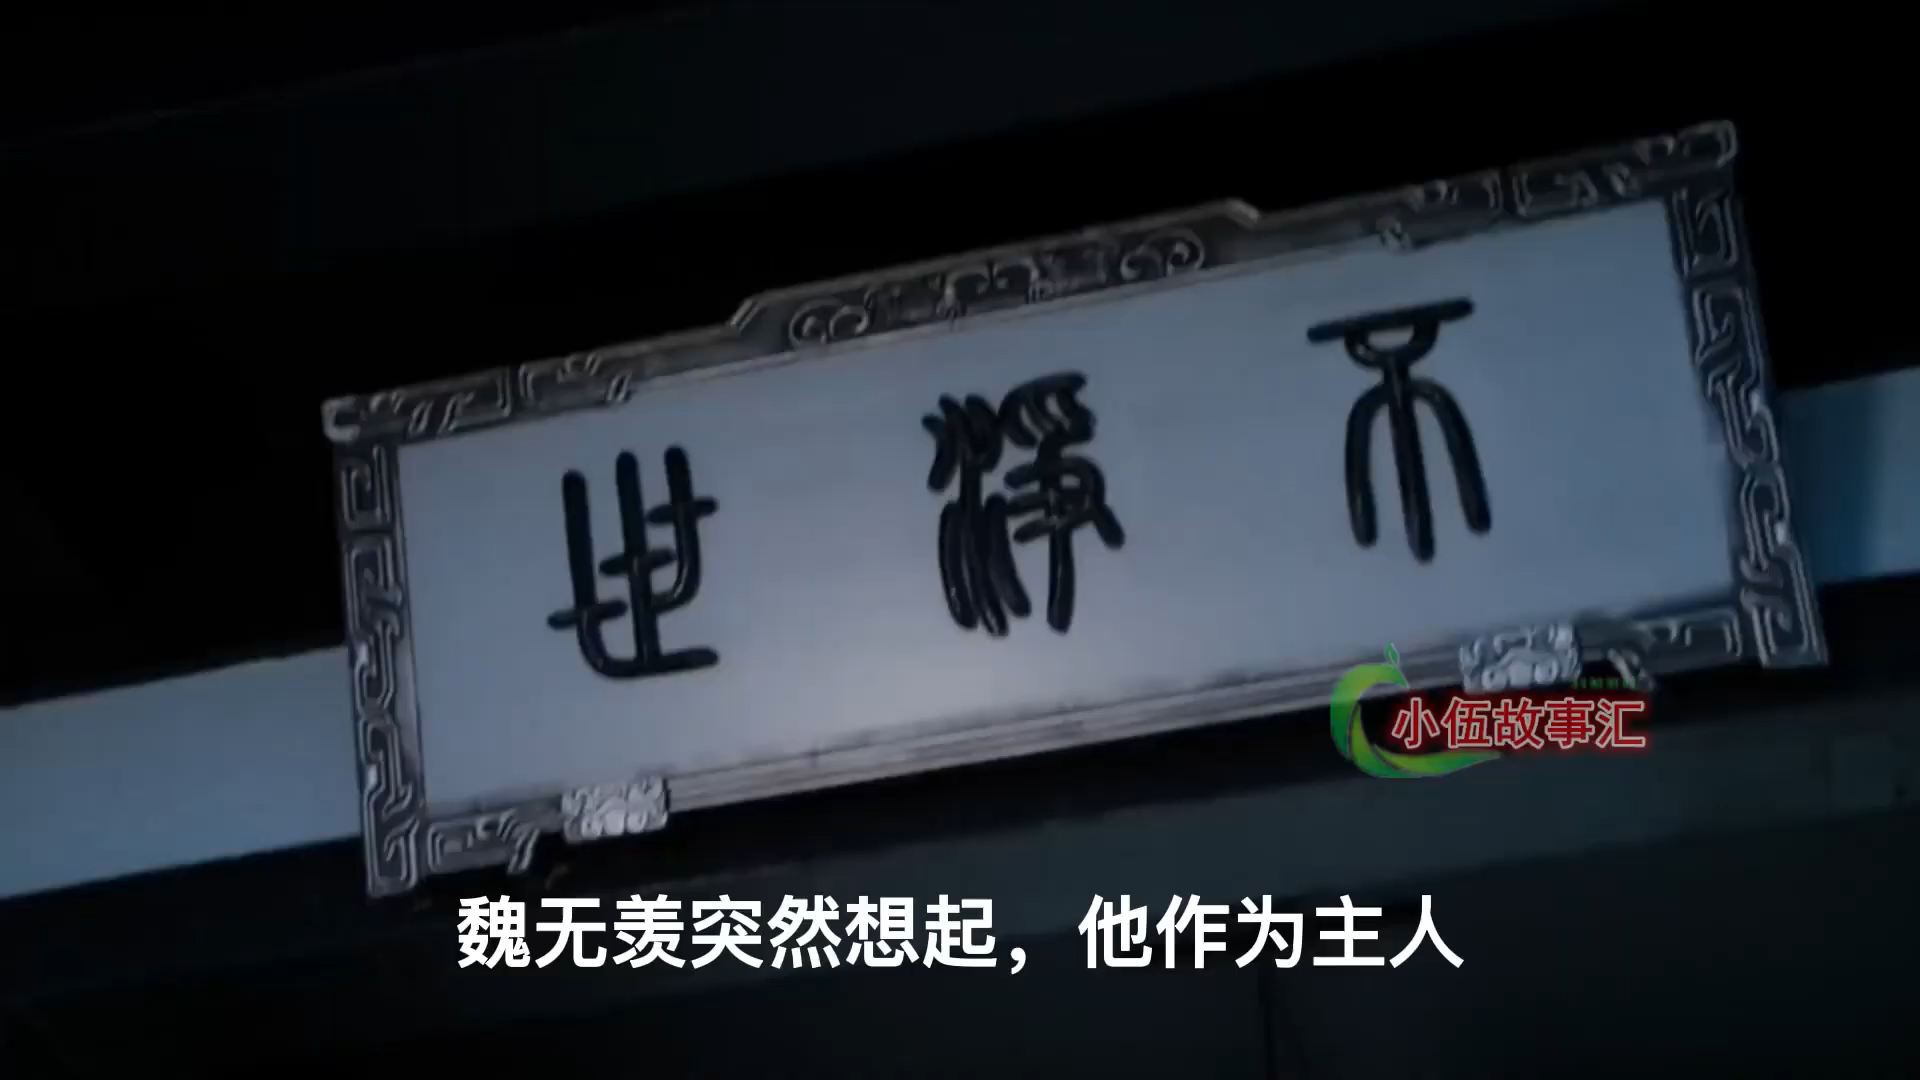 不淨世
小伍故事汇
魏无羡突然想起，他作为主人